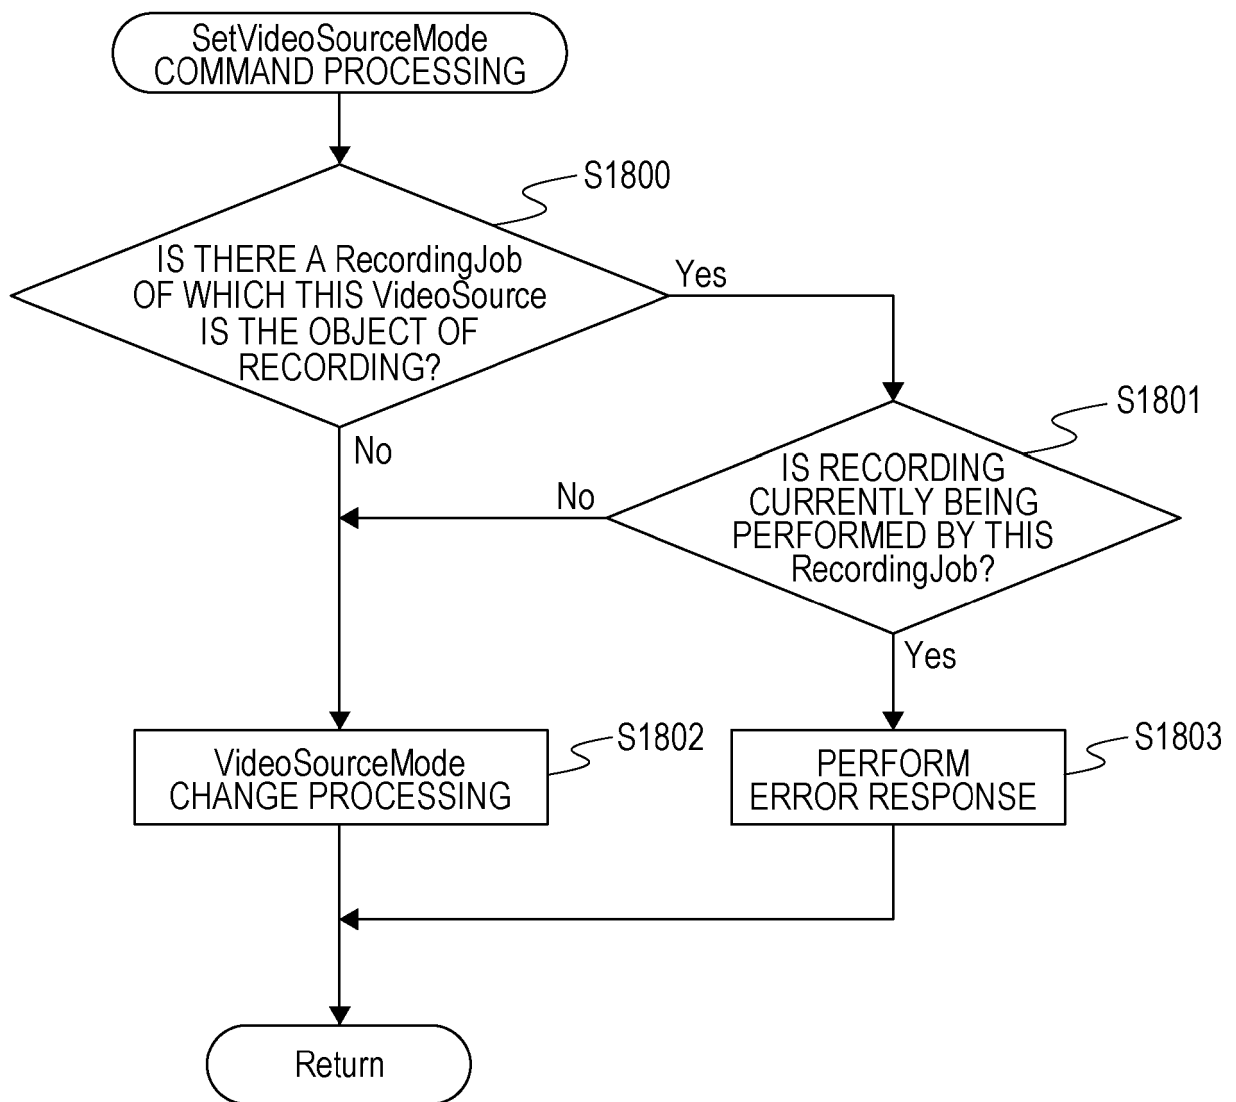 SetVideoSourceMode
COMMAND PROCESSING
S1800
IS THERE A RecordingJob
OF WHICH THIS VideoSource
IS THE OBJECT OF
RECORDING?
Yes
No
S1801
IS RECORDING
CURRENTLY BEING
PERFORMED BY THIS
RecordingJob?
No
Yes
S1802
VideoSourceMode
CHANGE PROCESSING
S1803
PERFORM
ERROR RESPONSE
Return